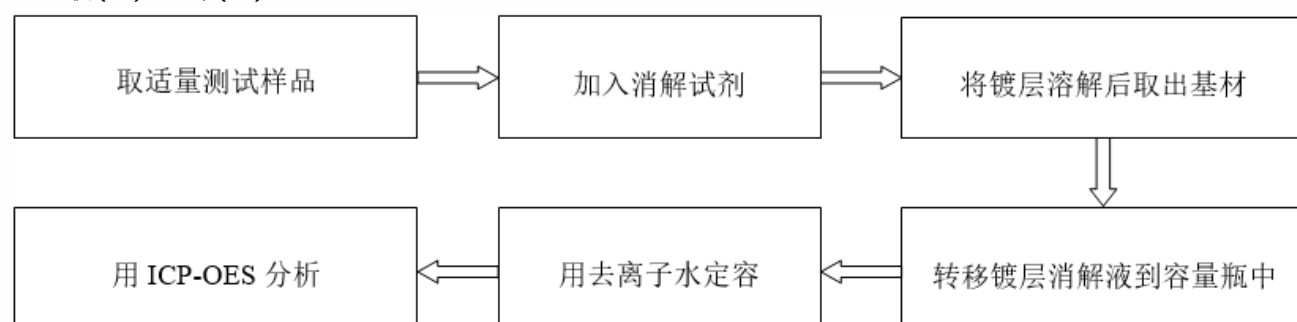 取适量测试样品
加入消解试剂
将镀层溶解后取出基材
转移镀层消解液到容量瓶中
用去离子水定容
用 ICP-OES 分析